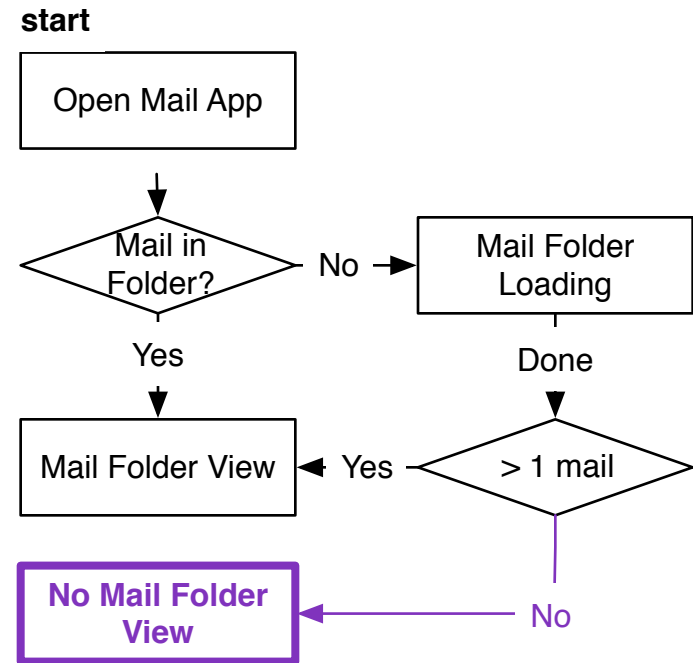 start
Open Mail App
Mail in
Folder?
No
Mail Folder
Loading
Yes
Done
Mail Folder View
Yes
> 1 mail
No Mail Folder
View
No